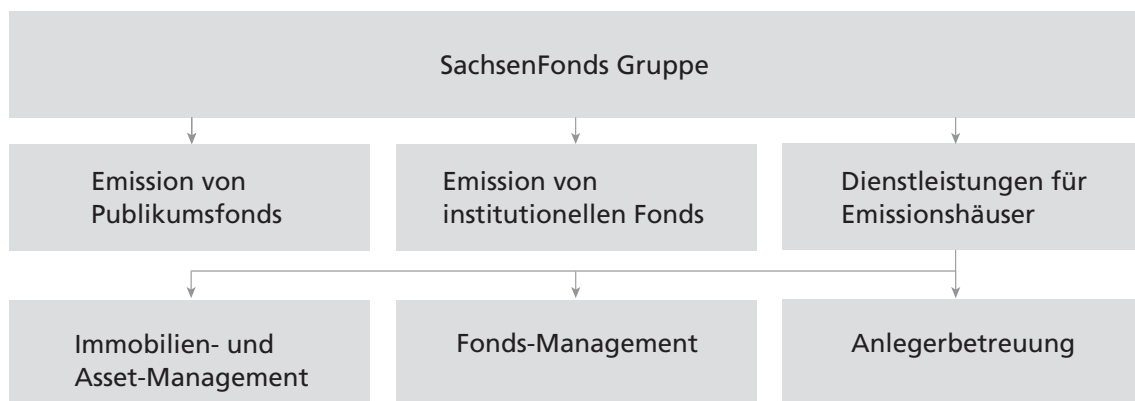 SachsenFonds Gruppe
Emission von
Publikumsfonds
Emission von
institutionellen Fonds
Dienstleistungen für
Emissionshäuser
Immobilien- und
Asset-Management
Fonds-Management
Anlegerbetreuung